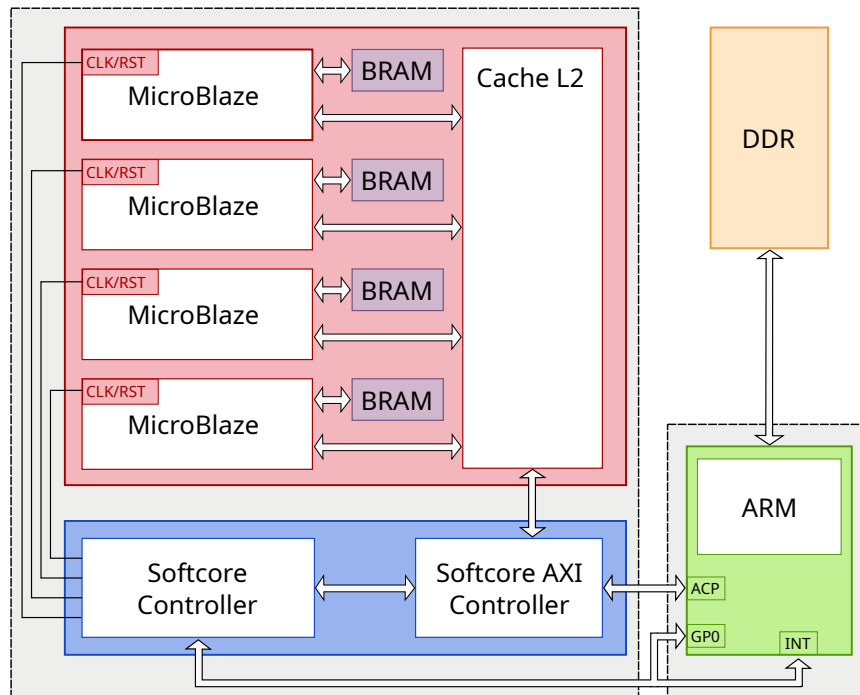 CLK/RST
MicroBlaze
BRAM
Cache L2
DDR
CLK/RST
MicroBlaze
BRAM
CLK/RST
MicroBlaze
BRAM
CLK/RST
MicroBlaze
BRAM
ARM
Softcore
Controller
Softcore AXI
Controller
ACP
GP0
INT